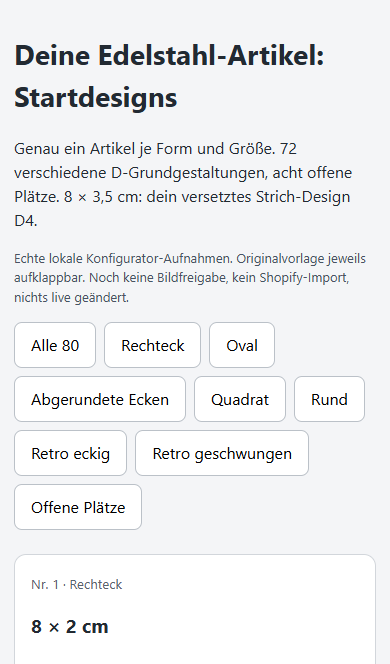 Deine Edelstahl-Artikel:
Startdesigns
Genau ein Artikel je Form und Größe. 72
verschiedene D-Grundgestaltungen, acht offene
Plätze. 8 × 3,5 cm: dein versetztes Strich-Design
D4.
Echte lokale Konfigurator-Aufnahmen. Originalvorlage jeweils
aufklappbar. Noch keine Bildfreigabe, kein Shopify-Import,
nichts live geändert.
Alle 80 Rechteck Oval
Abgerundete Ecken Quadrat Rund
Retro eckig Retro geschwungen
Offene Plätze
Nr. 1 · Rechteck
8 × 2 cm